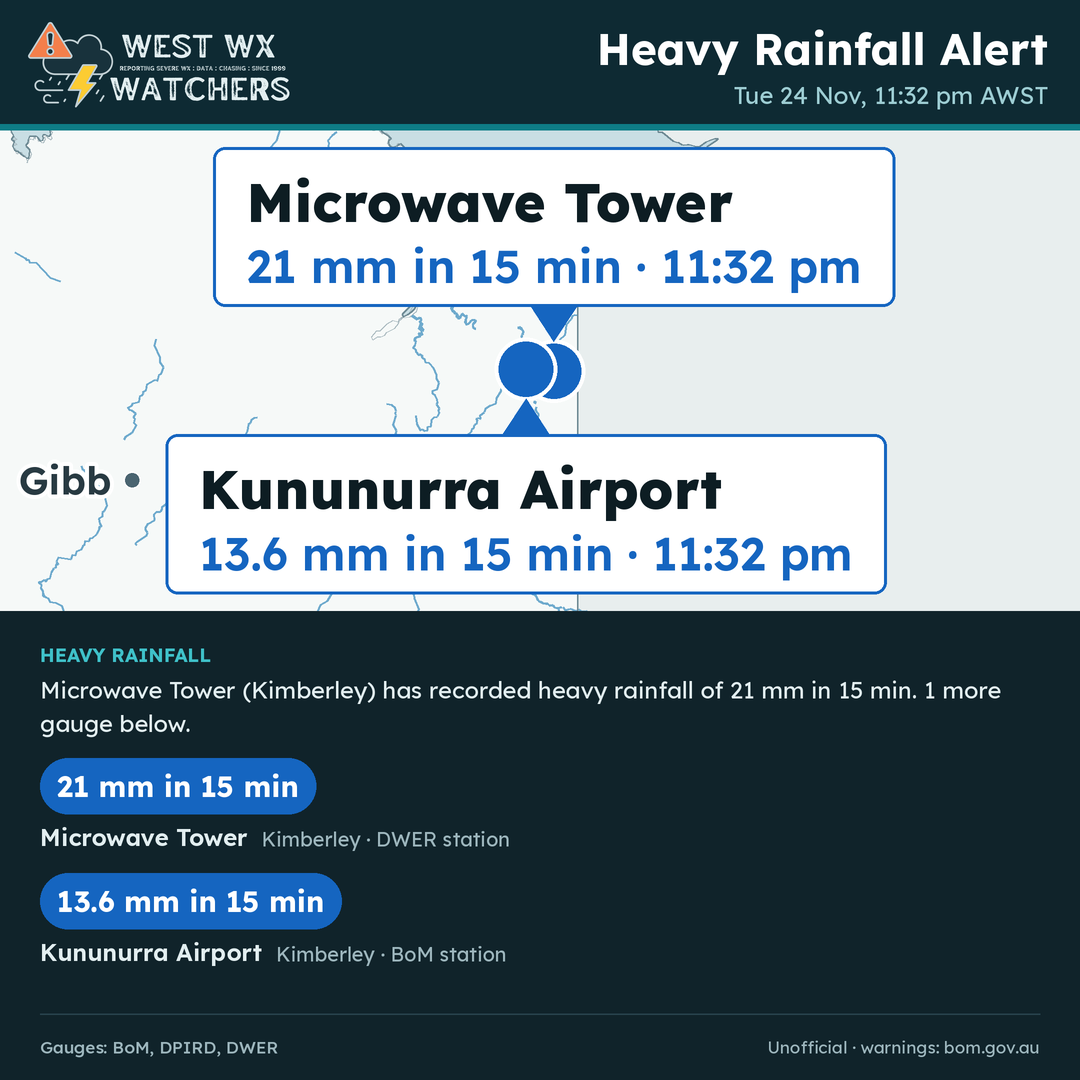 WEST WX
REPORTING SEVERE WX : DATA : CHASING : SINCE 1999
WATCHERS
Heavy Rainfall Alert
Tue 24 Nov, 11:32 pm AWST
Microwave Tower
21 mm in 15 min · 11:32 pm
Gibb
Kununurra Airport
13.6 mm in 15 min · 11:32 pm
HEAVY RAINFALL
Microwave Tower (Kimberley) has recorded heavy rainfall of 21 mm in 15 min. 1 more
gauge below.
21 mm in 15 min
Microwave Tower Kimberley · DWER station
13.6 mm in 15 min
Kununurra Airport Kimberley · BoM station
Gauges: BoM, DPIRD, DWER
Unofficial · warnings: bom.gov.au